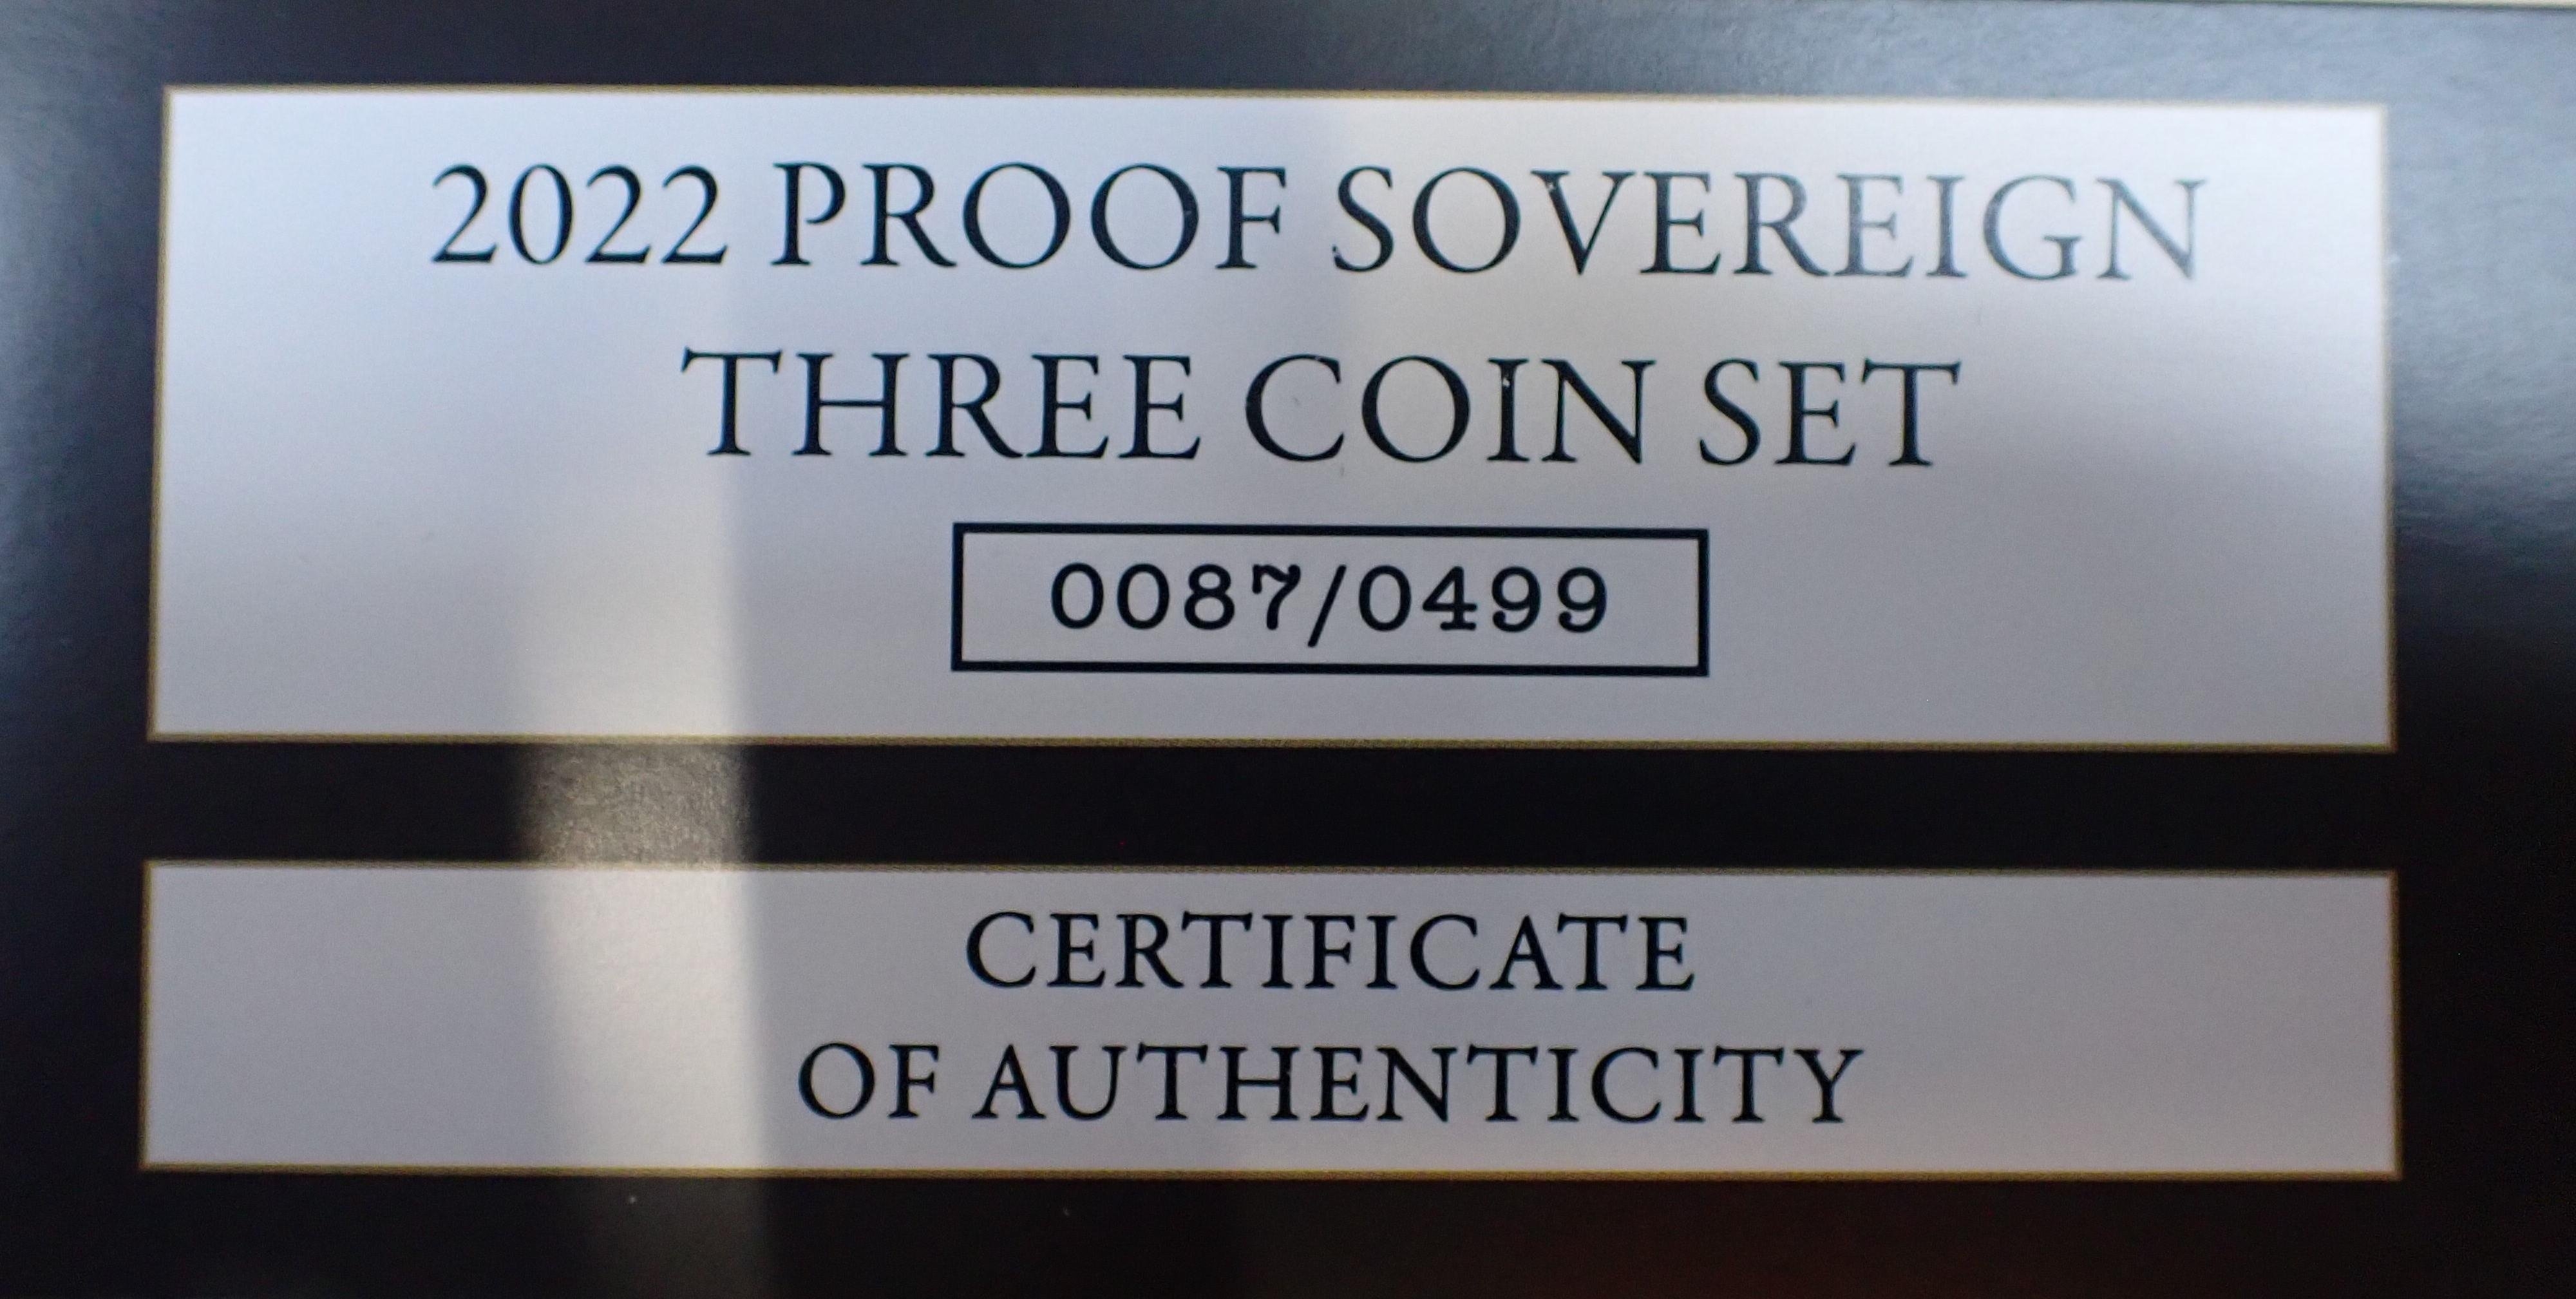 2022 PROOF SOVEREIGN
THREE COIN SET
0087/0499
CERTIFICATE
OF AUTHENTICITY